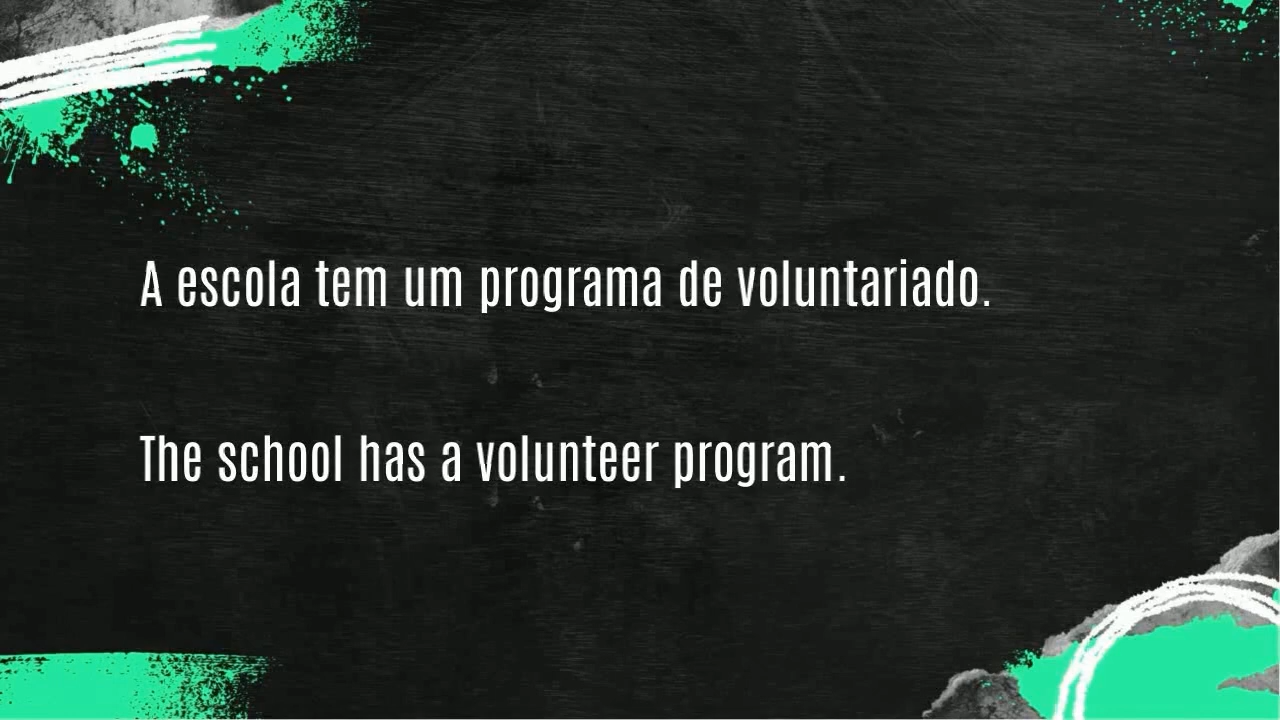 A escola tem um programa de voluntariado.
The school has a volunteer program.